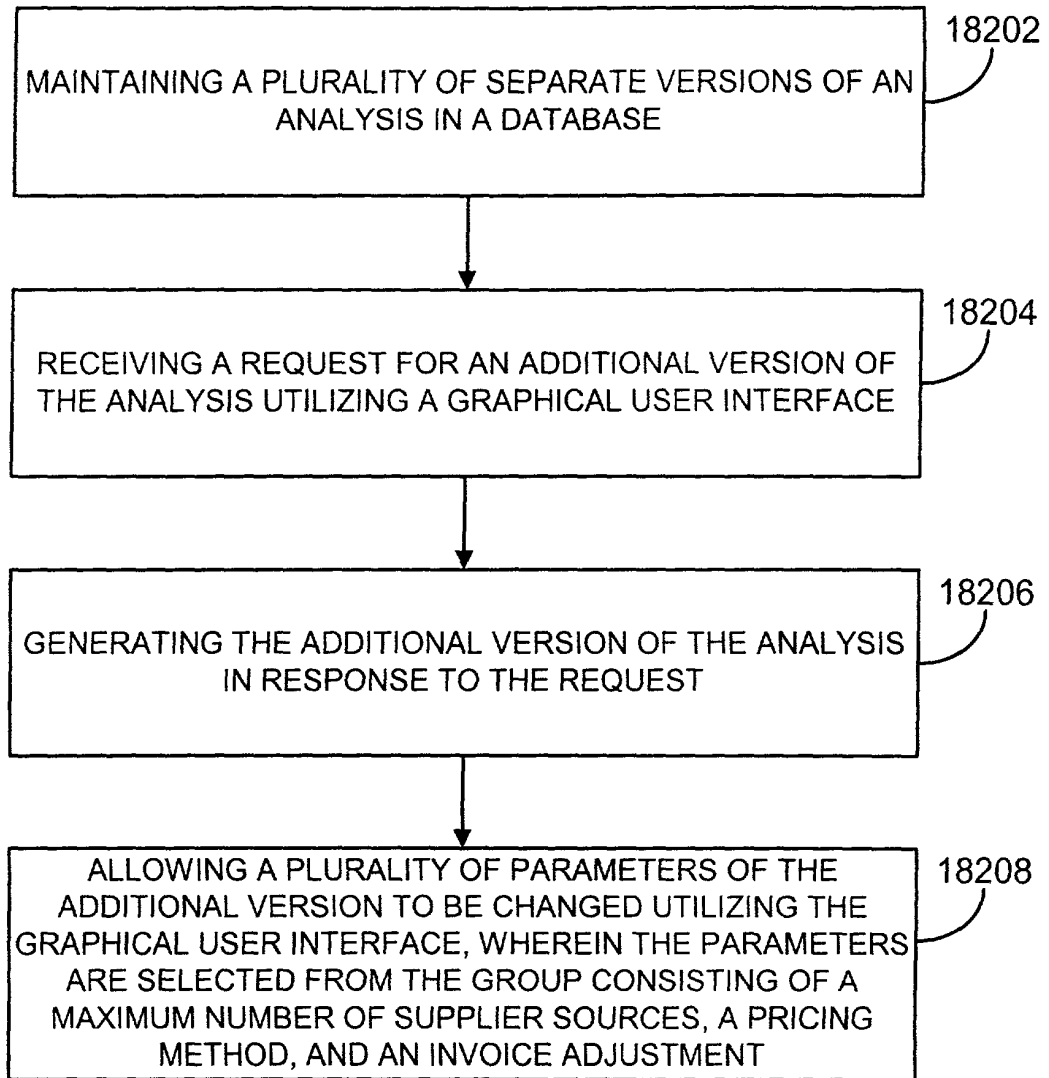 18202
MAINTAINING A PLURALITY OF SEPARATE VERSIONS OF AN
ANALYSIS IN A DATABASE
18204
RECEIVING A REQUEST FOR AN ADDITIONAL VERSION OF
THE ANALYSIS UTILIZING A GRAPHICAL USER INTERFACE
18206
GENERATING THE ADDITIONAL VERSION OF THE ANALYSIS
IN RESPONSE TO THE REQUEST
18208
ALLOWING A PLURALITY OF PARAMETERS OF THE
ADDITIONAL VERSION TO BE CHANGED UTILIZING THE
GRAPHICAL USER INTERFACE, WHEREIN THE PARAMETERS
ARE SELECTED FROM THE GROUP CONSISTING OF A
MAXIMUM NUMBER OF SUPPLIER SOURCES, A PRICING
METHOD, AND AN INVOICE ADJUSTMENT